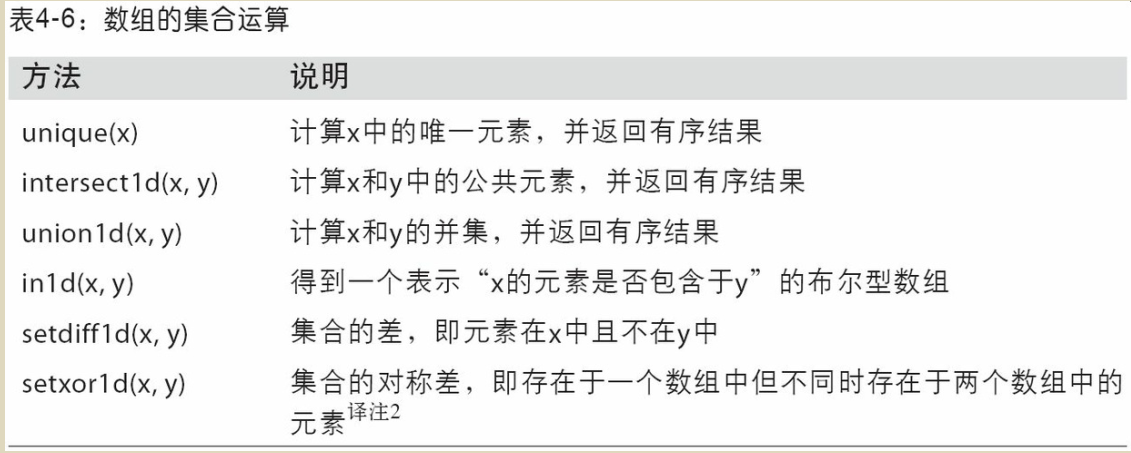 表4-6：数组的集合运算
方法 说明
unique(x) 计算x中的唯一元素，并返回有序结果
intersect1d(x, y) 计算x和y中的公共元素，并返回有序结果
union1d(x, y) 计算x和y的并集，并返回有序结果
in1d(x, y) 得到一个表示“x的元素是否包含于y”的布尔型数组
setdiff1d(x, y) 集合的差，即元素在x中且不在y中
setxor1d(x, y) 集合的对称差，即存在于一个数组中但不同时存在于两个数组中的
元素译注2